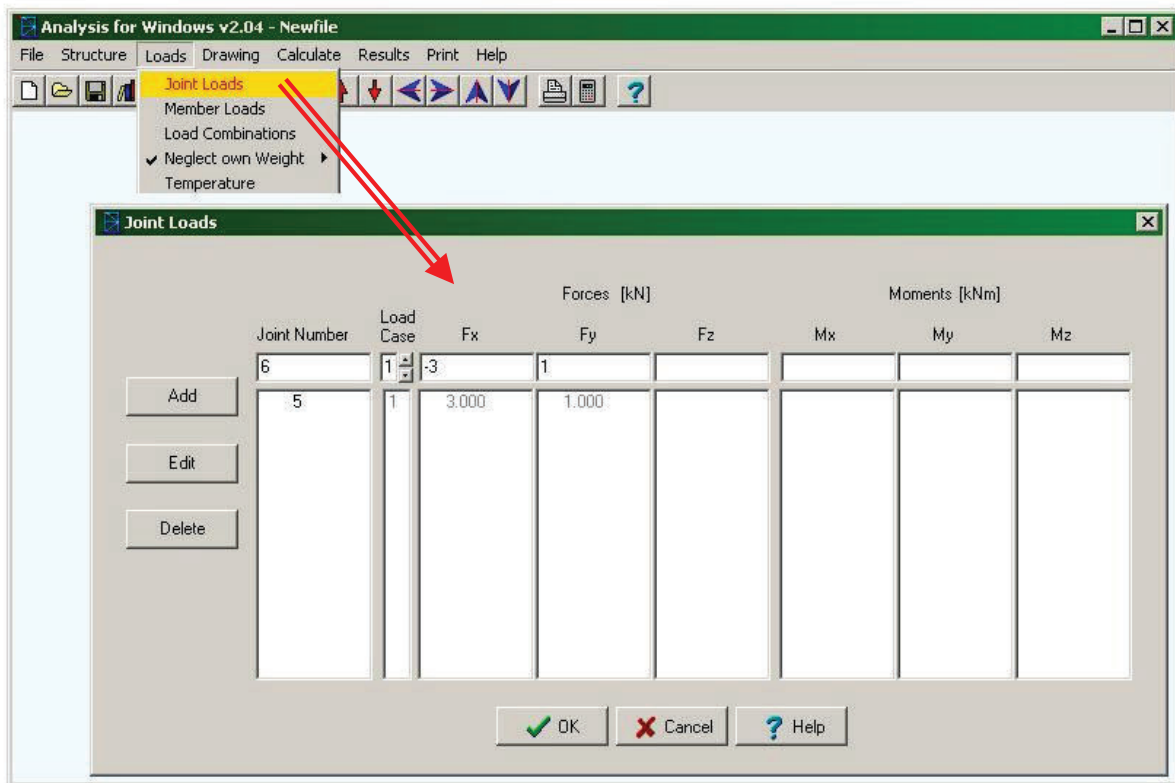 Analysis for Windows v2.04 - Newfile
File Structure Loads Drawing Calculate Results Print Help
Joint Loads
Member Loads
Load Combinations
Neglect own Weight
Temperature
Joint Loads
Forces [kN] Moments [kNm]
Joint Number Load Case Fx Fy Fz Mx My Mz
6 1 -3 1
Add
5 1 3.000 1.000
Edit
Delete
OK Cancel ? Help